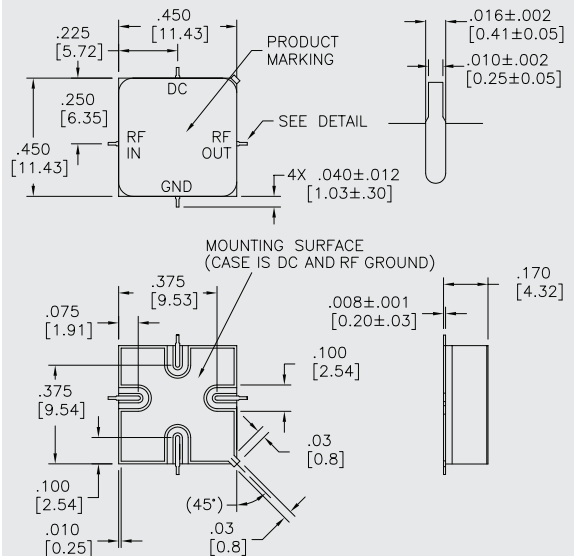 .450
[11.43]
.225
[5.72]
PRODUCT
MARKING
.016±.002
[0.41±0.05]
.010±.002
[0.25±0.05]
DC
.250
[6.35]
.450
[11.43]
RF
IN
RF
OUT
SEE DETAIL
GND
4X .040±.012
[1.03±.30]
MOUNTING SURFACE
(CASE IS DC AND RF GROUND)
.375
[9.53]
.075
[1.91]
.008±.001
[0.20±.03]
.170
[4.32]
.100
[2.54]
.375
[9.54]
.03
[0.8]
.100
[2.54]
(45°)
.010
[0.25]
.03
[0.8]